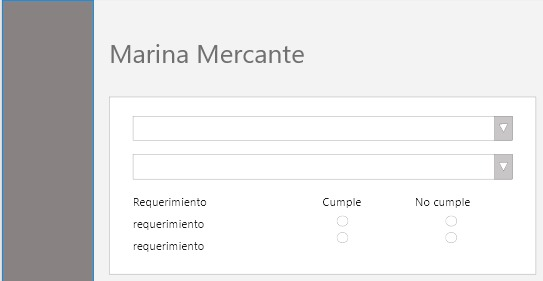 Marina Mercante
Requerimiento Cumple No cumple
requerimiento
requerimiento